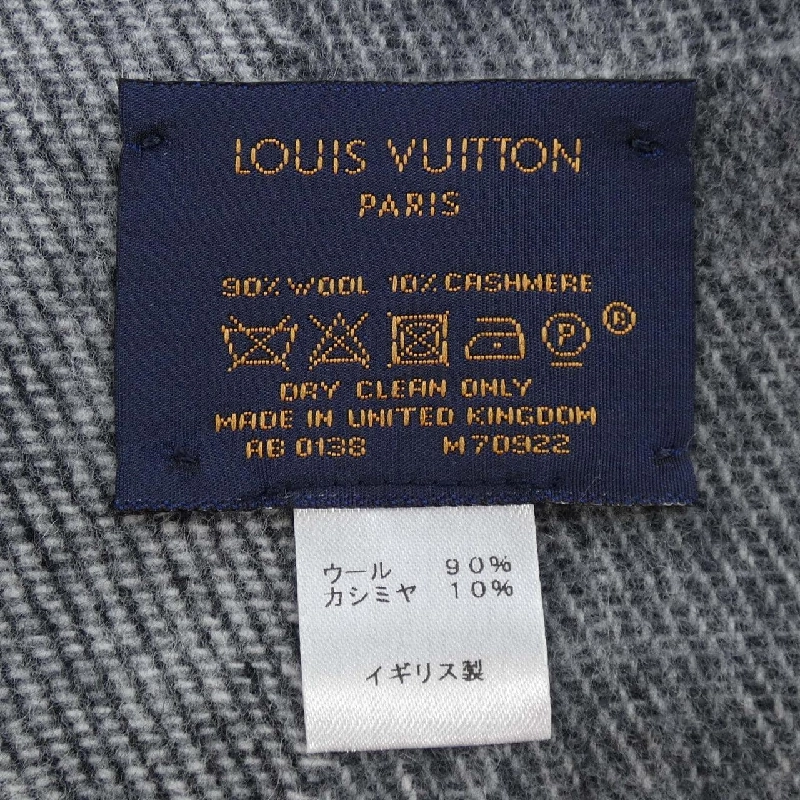 LOUIS VUITTON
PARIS
90% WOOL 10% CASHMERE
P ®
DRY CLEAN ONLY
MADE IN UNITED KINGDOM
AB 0138 M70922
ウール 90%
カシミヤ 10%
イギリス製